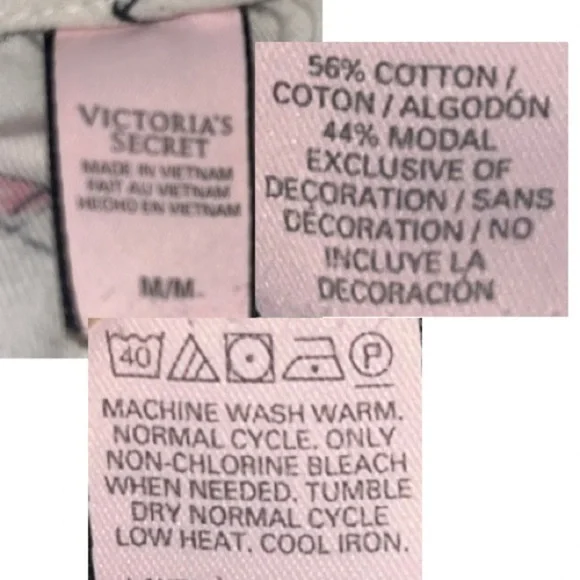 VICTORIA'S
SECRET
MADE IN VIETNAM
FAIT AU VIETNAM
HECHO EN VIETNAM
M/M
56% COTTON /
COTON / ALGODÓN
44% MODAL
EXCLUSIVE OF
DECORATION / SANS
DÉCORATION / NO
INCLUYE LA
DECORACIÓN
40 P
MACHINE WASH WARM.
NORMAL CYCLE. ONLY
NON-CHLORINE BLEACH
WHEN NEEDED. TUMBLE
DRY NORMAL CYCLE
LOW HEAT. COOL IRON.